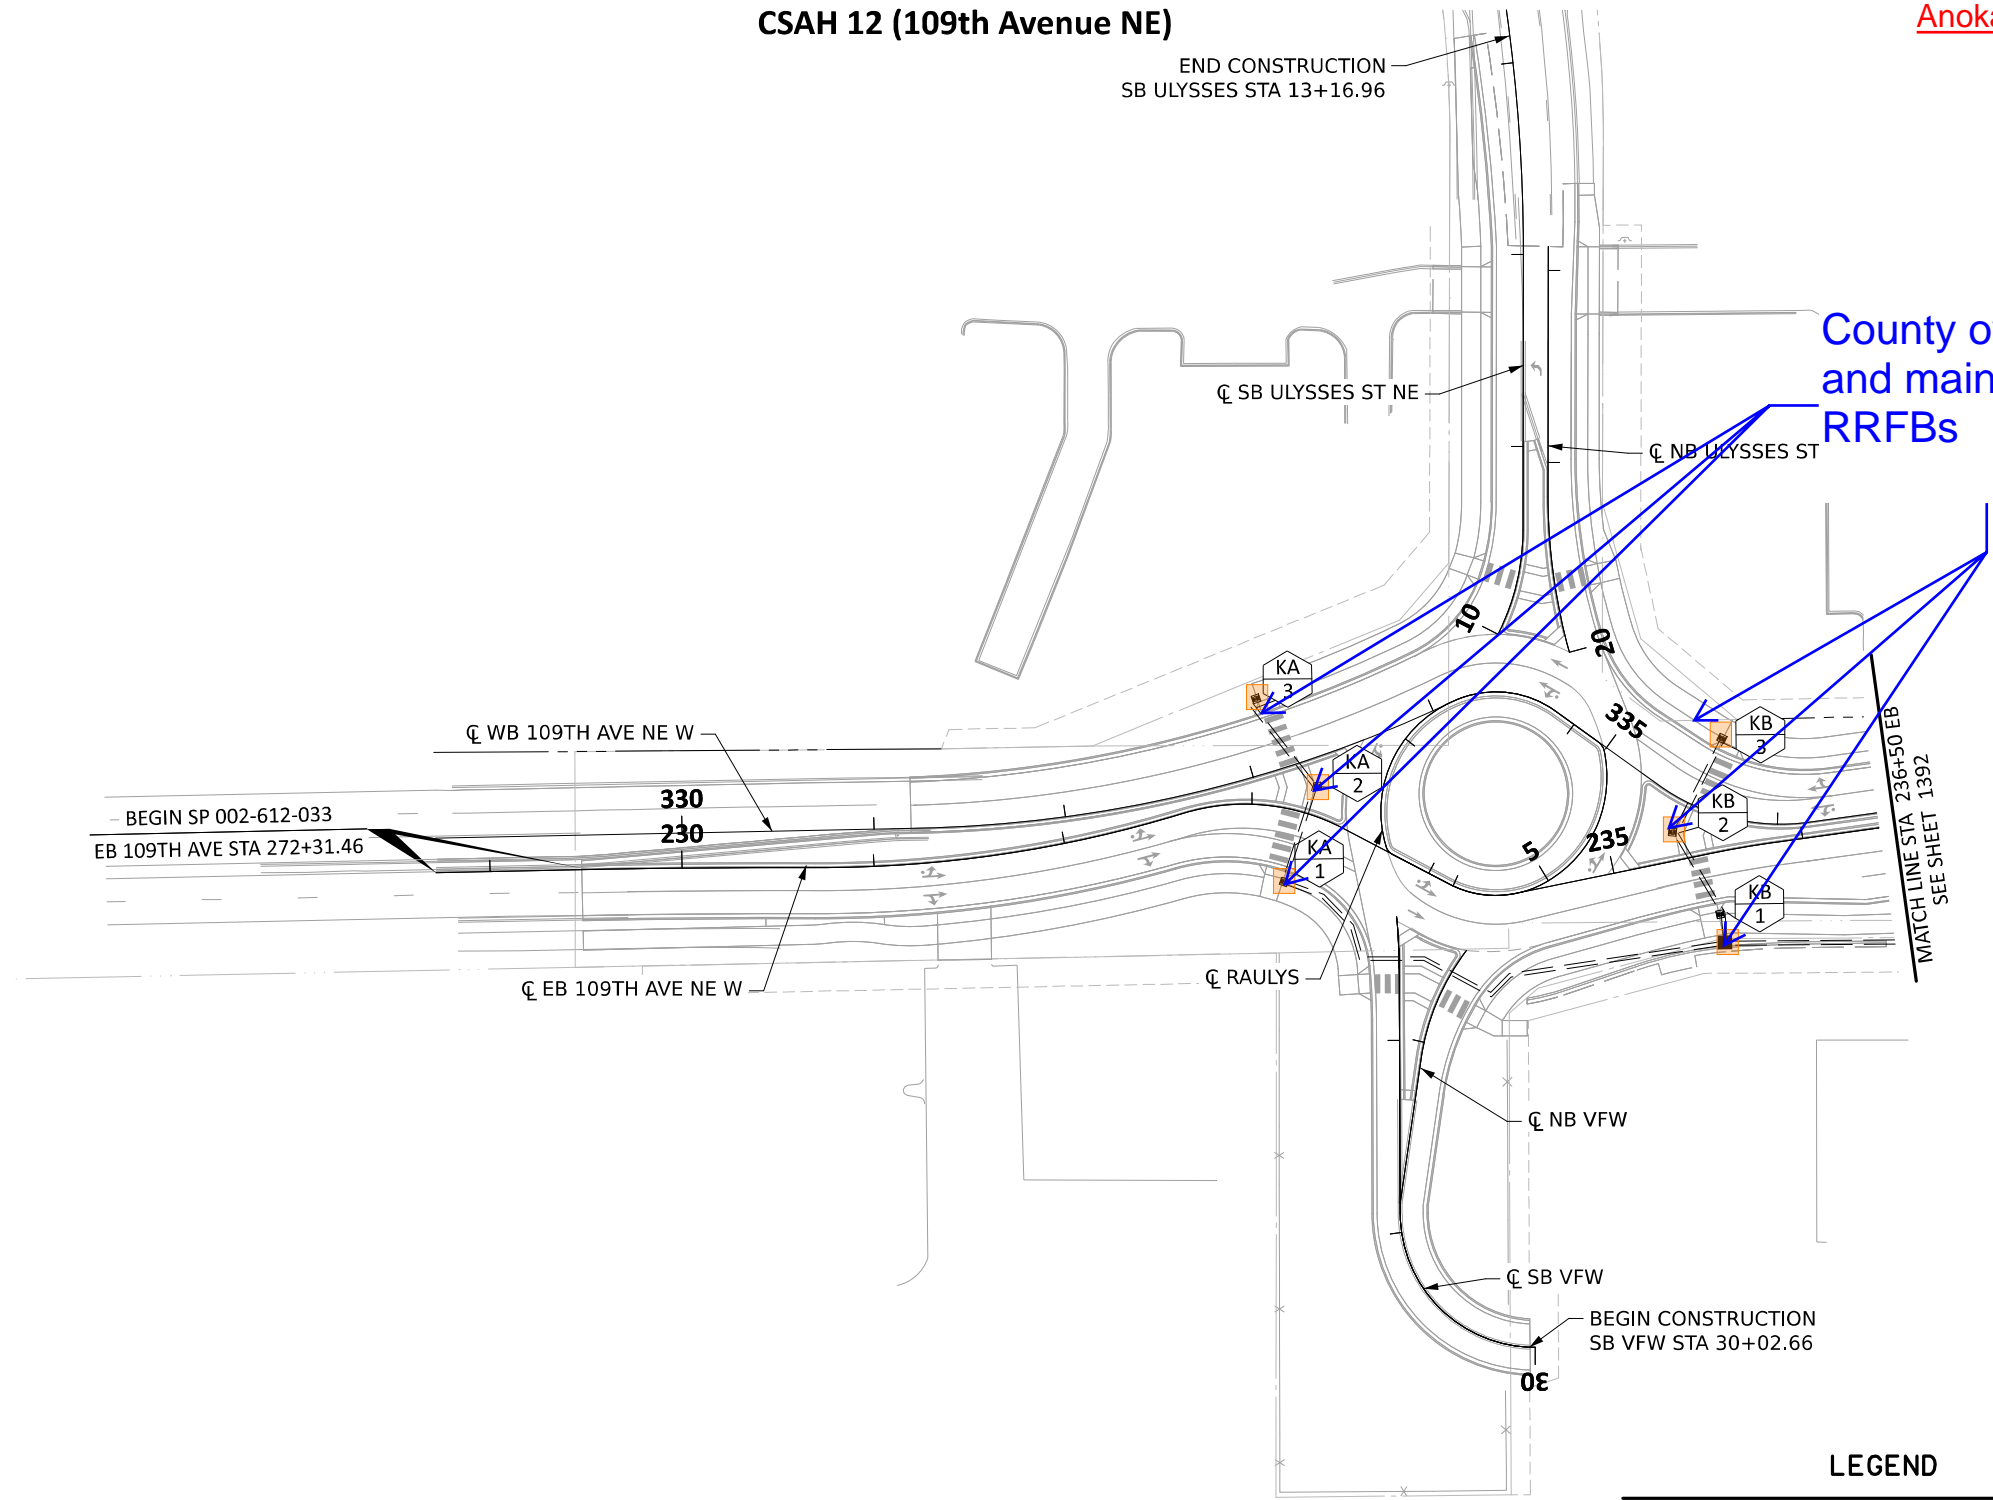 CSAH 12 (109th Avenue NE)
Anoka
END CONSTRUCTION
SB ULYSSES STA 13+16.96
County o
and main
RRFBs
℄ SB ULYSSES ST NE
℄ NB ULYSSES ST
10
20
KA
3
℄ WB 109TH AVE NE W
335
KB
3
MATCH LINE STA 236+50 EB
SEE SHEET 1392
KA
2
BEGIN SP 002-612-033
EB 109TH AVE STA 272+31.46
330
230
KB
2
KA
1
5
235
KB
1
℄ EB 109TH AVE NE W
℄ RAULYS
℄ NB VFW
℄ SB VFW
BEGIN CONSTRUCTION
SB VFW STA 30+02.66
30
LEGEND